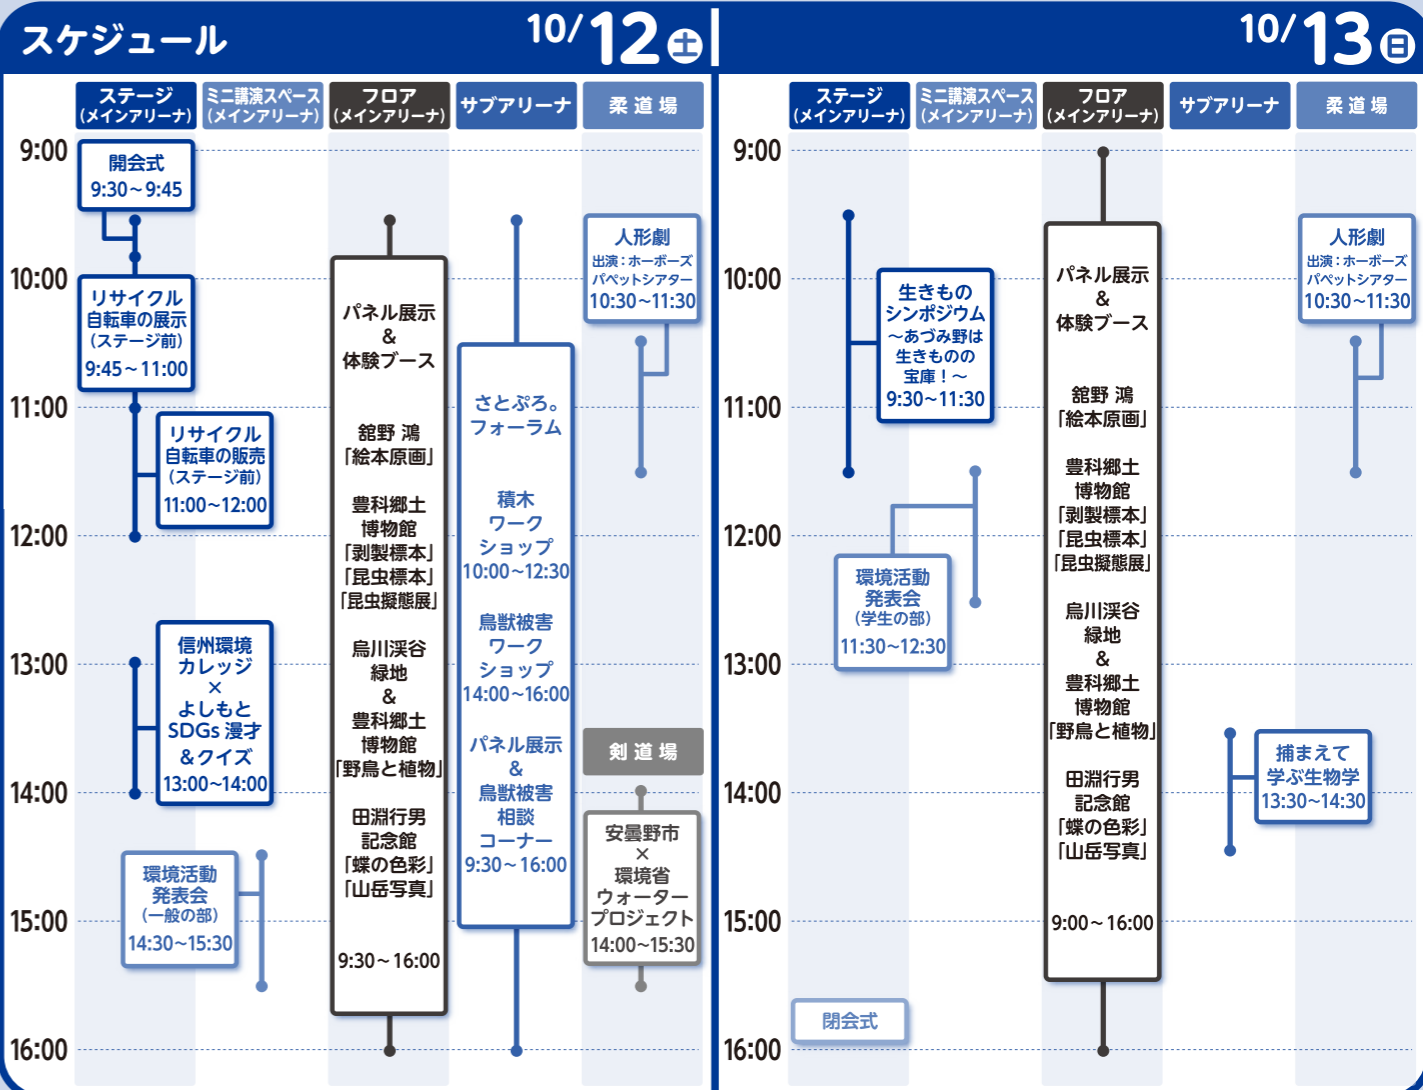 スケジュール
10/12土
ステージ
(メインアリーナ)
ミニ講演スペース
(メインアリーナ)
フロア
(メインアリーナ)
サブアリーナ
柔道場
9:00
10:00
11:00
12:00
13:00
14:00
15:00
16:00
開会式
9:30~9:45
リサイクル
自転車の展示
(ステージ前)
9:45~11:00
リサイクル
自転車の販売
(ステージ前)
11:00~12:00
信州環境
カレッジ
×
よしもと
SDGs 漫才
&クイズ
13:00~14:00
環境活動
発表会
(一般の部)
14:30~15:30
パネル展示
&
体験ブース
舘野 鴻
「絵本原画」
豊科郷土
博物館
「剥製標本」
「昆虫標本」
「昆虫擬態展」
烏川渓谷
緑地
&
豊科郷土
博物館
「野鳥と植物」
田淵行男
記念館
「蝶の色彩」
「山岳写真」
9:30~16:00
さとぷろ。
フォーラム
積木
ワーク
ショップ
10:00~12:30
鳥獣被害
ワーク
ショップ
14:00~16:00
パネル展示
&
鳥獣被害
相談
コーナー
9:30~16:00
人形劇
出演:ホーボーズ
パペットシアター
10:30~11:30
剣道場
安曇野市
×
環境省
ウォーター
プロジェクト
14:00~15:30
10/13日
ステージ
(メインアリーナ)
ミニ講演スペース
(メインアリーナ)
フロア
(メインアリーナ)
サブアリーナ
柔道場
9:00
10:00
11:00
12:00
13:00
14:00
15:00
16:00
生きもの
シンポジウム
~あづみ野は
生きものの
宝庫!~
9:30~11:30
環境活動
発表会
(学生の部)
11:30~12:30
閉会式
パネル展示
&
体験ブース
舘野 鴻
「絵本原画」
豊科郷土
博物館
「剥製標本」
「昆虫標本」
「昆虫擬態展」
烏川渓谷
緑地
&
豊科郷土
博物館
「野鳥と植物」
田淵行男
記念館
「蝶の色彩」
「山岳写真」
9:00~16:00
捕まえて
学ぶ生物学
13:30~14:30
人形劇
出演:ホーボーズ
パペットシアター
10:30~11:30